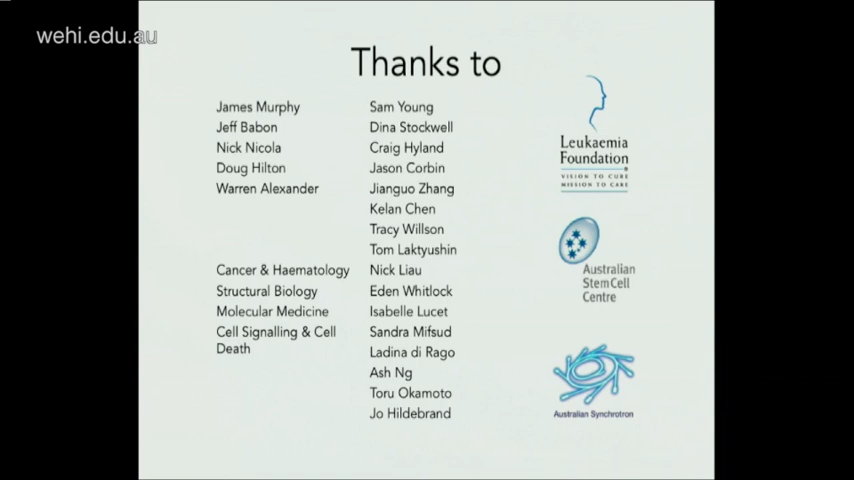 wehi.edu.au
Thanks to
James Murphy
Jeff Babon
Nick Nicola
Doug Hilton
Warren Alexander
Cancer & Haematology
Structural Biology
Molecular Medicine
Cell Signalling & Cell
Death
Sam Young
Dina Stockwell
Craig Hyland
Jason Corbin
Jianguo Zhang
Kelan Chen
Tracy Willson
Tom Laktyushin
Nick Liau
Eden Whitlock
Isabelle Lucet
Sandra Mifsud
Ladina di Rago
Ash Ng
Toru Okamoto
Jo Hildebrand
Leukaemia
Foundation
VISION TO CURE
MISSION TO CARE
Australian
Stem Cell
Centre
Australian Synchrotron